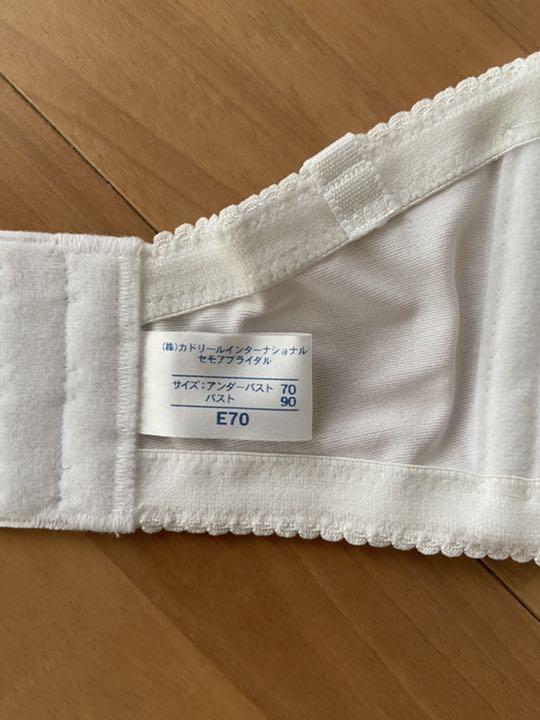 (株)カドリールインターナショナル
セモアブライダル
サイズ:アンダーバスト 70
バスト 90
E70